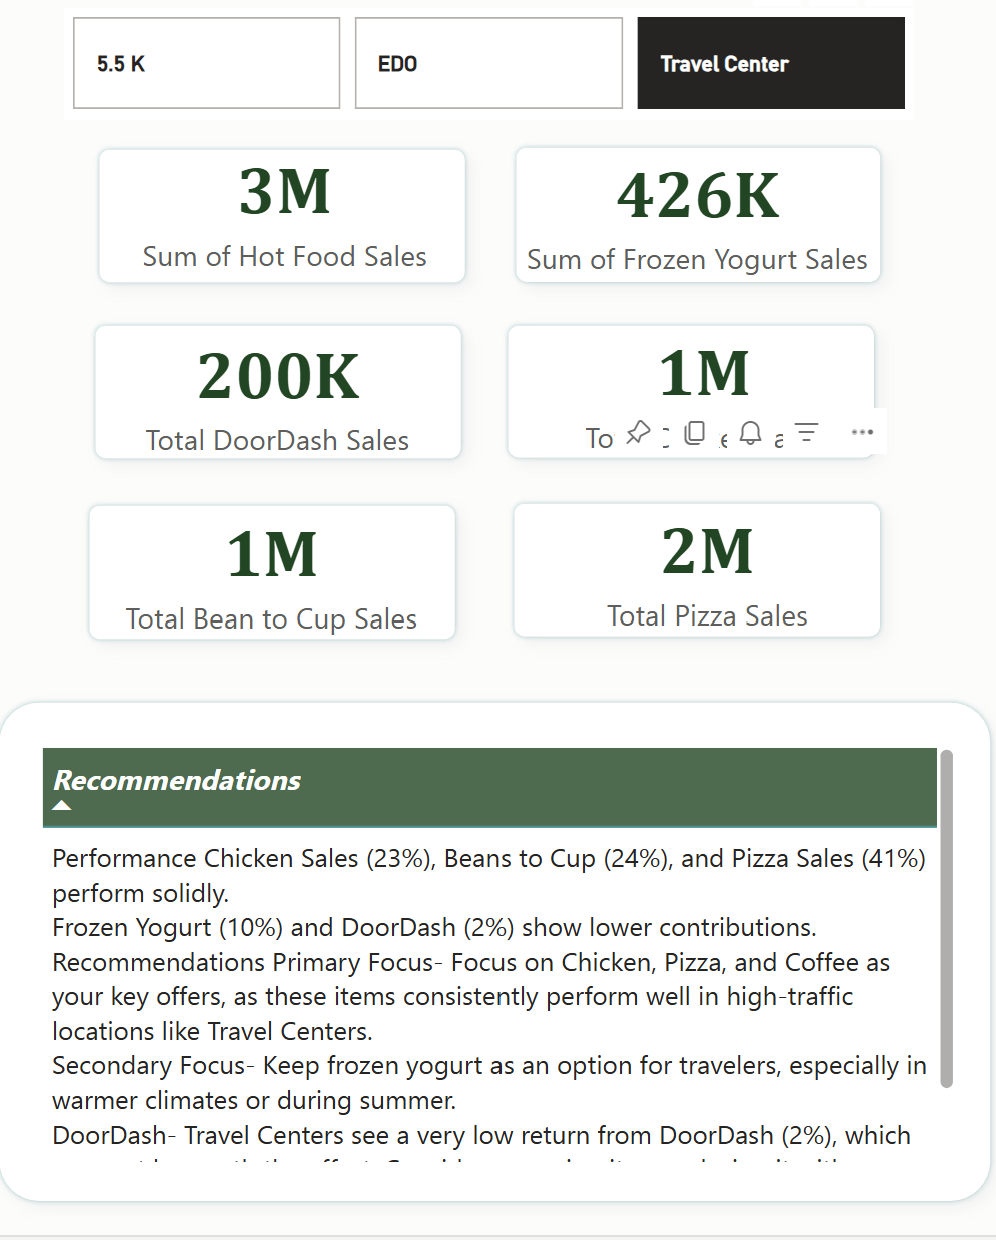 5.5 K
EDO
Travel Center
3M
Sum of Hot Food Sales
426K
Sum of Frozen Yogurt Sales
200K
Total DoorDash Sales
1M
To
1M
Total Bean to Cup Sales
2M
Total Pizza Sales
Recommendations
Performance Chicken Sales (23%), Beans to Cup (24%), and Pizza Sales (41%)
perform solidly.
Frozen Yogurt (10%) and DoorDash (2%) show lower contributions.
Recommendations Primary Focus- Focus on Chicken, Pizza, and Coffee as
your key offers, as these items consistently perform well in high-traffic
locations like Travel Centers.
Secondary Focus- Keep frozen yogurt as an option for travelers, especially in
warmer climates or during summer.
DoorDash- Travel Centers see a very low return from DoorDash (2%), which